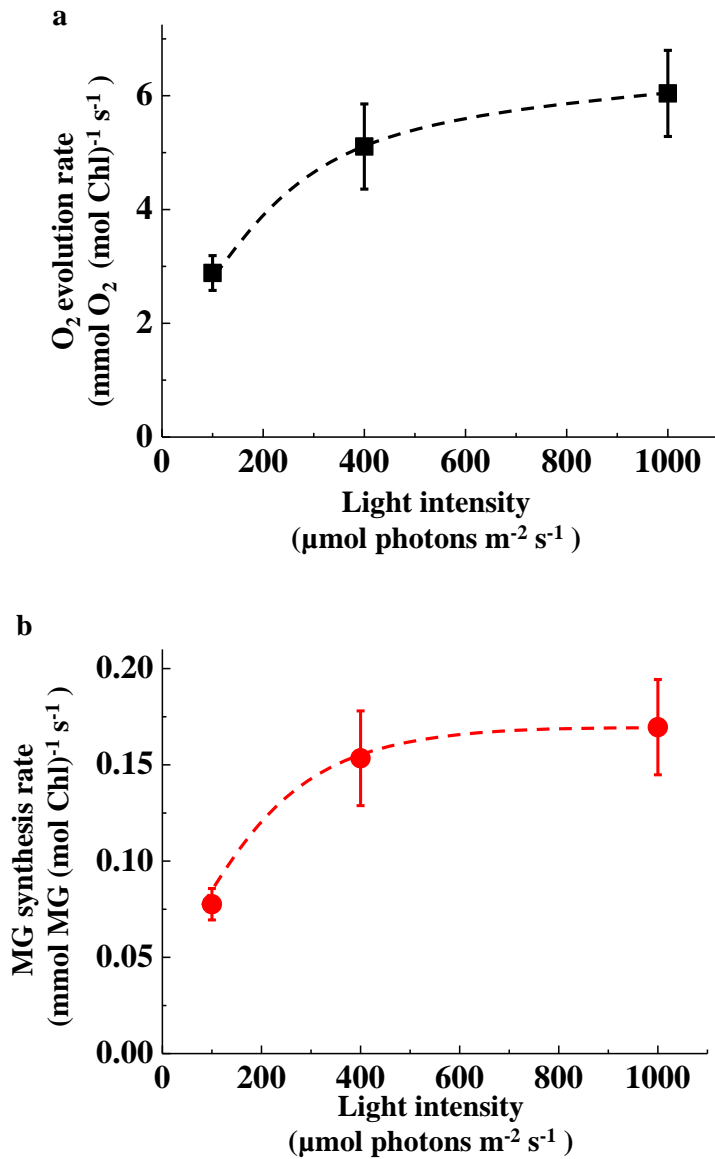 a
O₂ evolution rate
(mmol O₂ (mol Chl)⁻¹ s⁻¹ )
6
4
2
0
0 200 400 600 800 1000
Light intensity
(µmol photons m⁻² s⁻¹ )
b
MG synthesis rate
(mmol MG (mol Chl)⁻¹ s⁻¹ )
0.20
0.15
0.10
0.05
0.00
0 200 400 600 800 1000
Light intensity
(µmol photons m⁻² s⁻¹ )